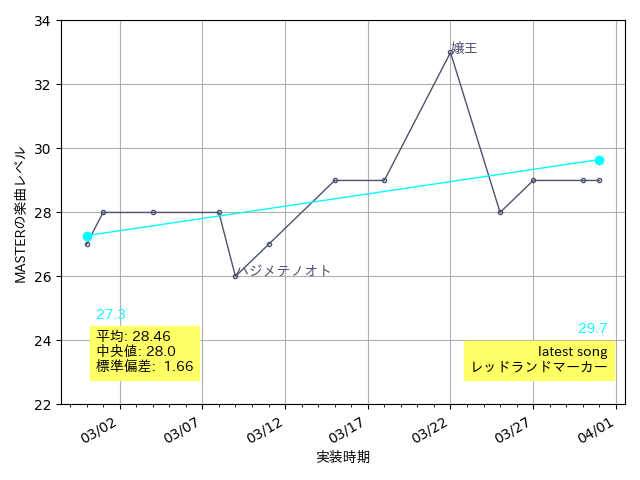 34
32
30
28
26
24
22
MASTERの楽曲レベル
嬢王
ハジメテノオト
27.3
平均: 28.46
中央値: 28.0
標準偏差: 1.66
29.7
latest song
レッドランドマーカー
03/02
03/07
03/12
03/17
03/22
03/27
04/01
実装時期